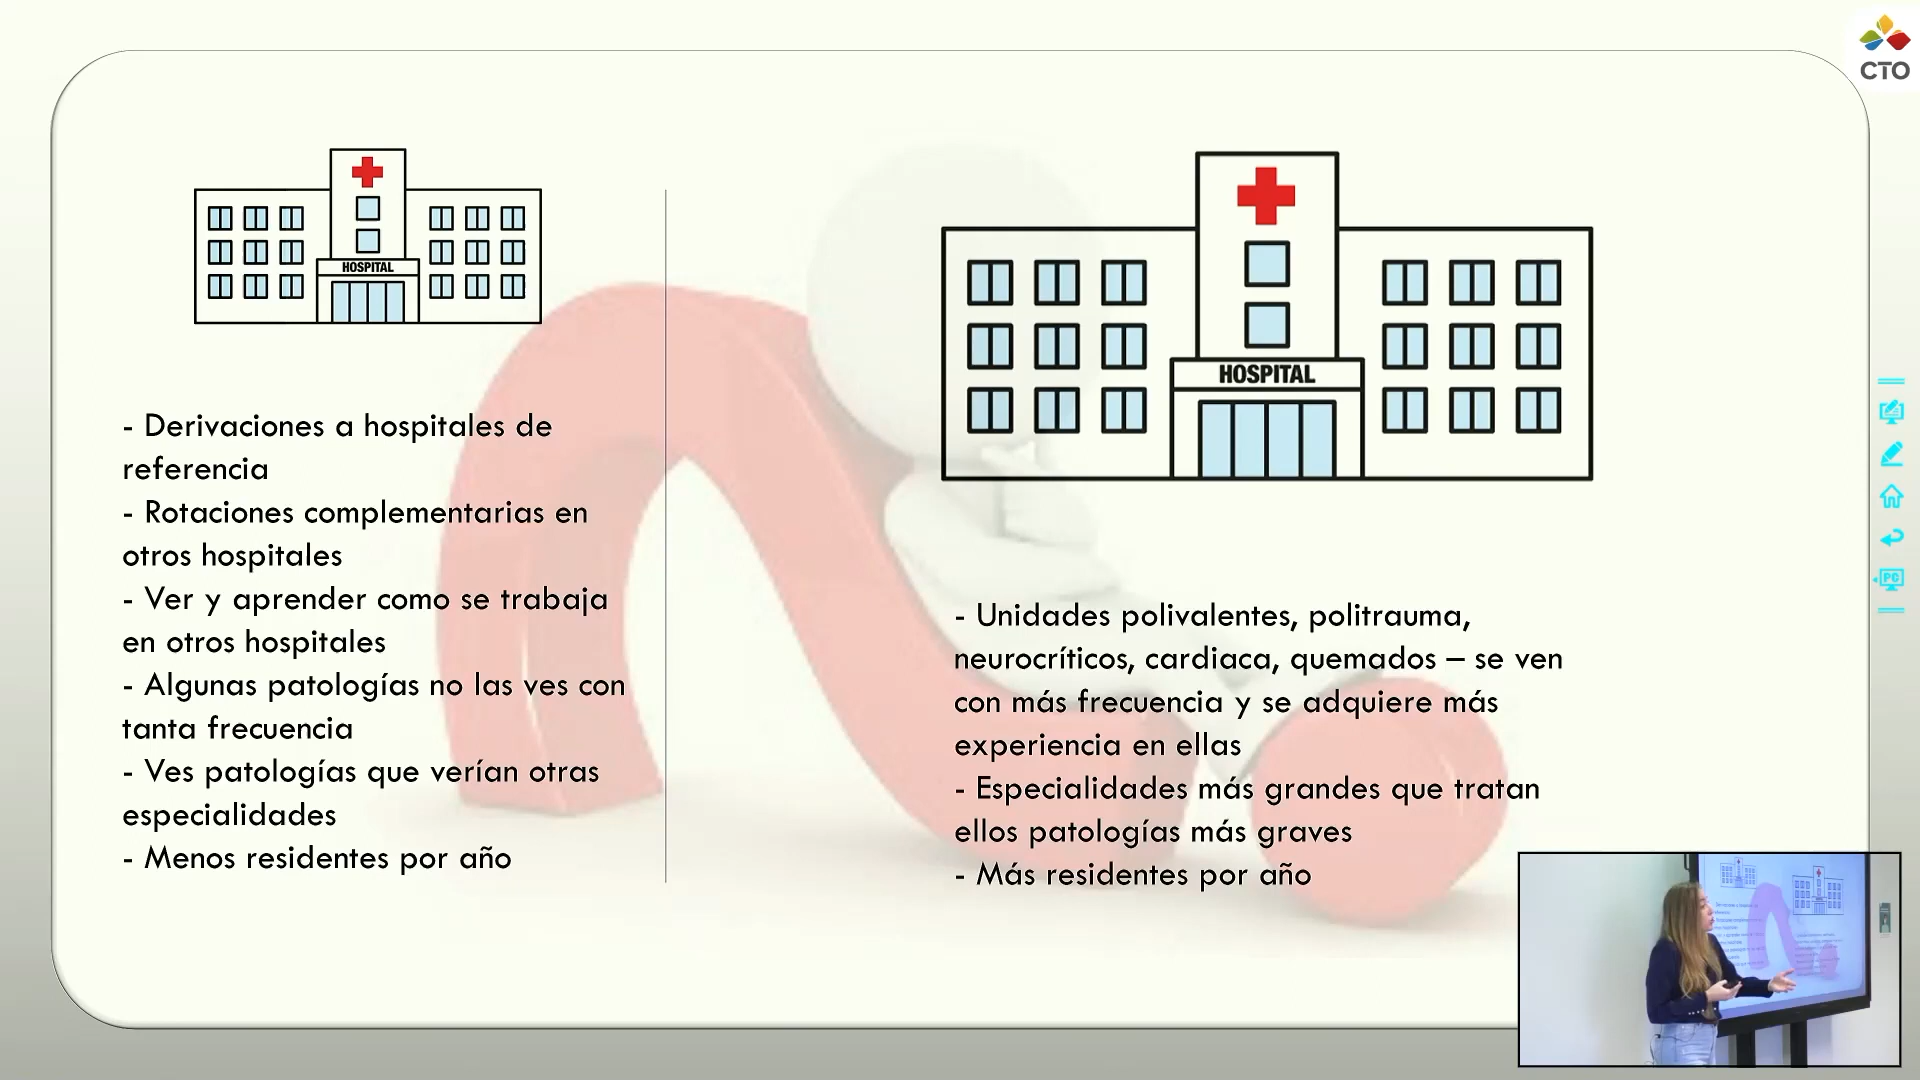 CTO
HOSPITAL
- Derivaciones a hospitales de
referencia
- Rotaciones complementarias en
otros hospitales
- Ver y aprender como se trabaja
en otros hospitales
- Algunas patologías no las ves con
tanta frecuencia
- Ves patologías que verían otras
especialidades
- Menos residentes por año
HOSPITAL
- Unidades polivalentes, politrauma,
neurocríticos, cardiaca, quemados – se ven
con más frecuencia y se adquiere más
experiencia en ellas
- Especialidades más grandes que tratan
ellos patologías más graves
- Más residentes por año
PC